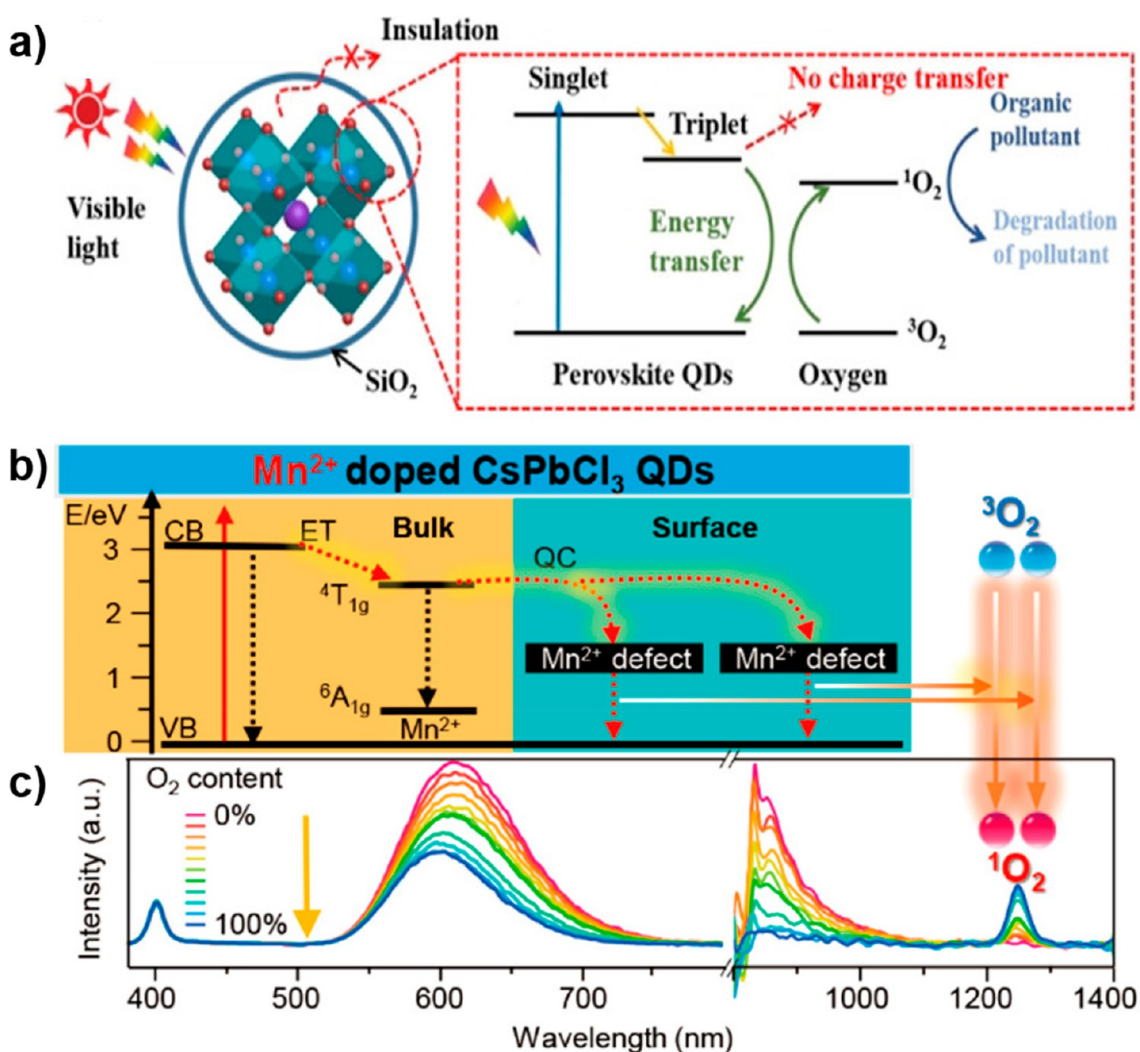 a)
Insulation
Visible
light
SiO2
Singlet
Triplet
No charge transfer
Organic
pollutant
¹O₂
Energy
transfer
Degradation
of pollutant
³O₂
Perovskite QDs
Oxygen
b)
Mn²⁺ doped CsPbCl₃ QDs
E/eV
CB
ET
Bulk
Surface
3
QC
⁴T₁g
2
Mn²⁺ defect
Mn²⁺ defect
1
⁶A₁g
Mn²⁺
VB
0
³O₂
c)
O₂ content
0%
100%
¹O₂
Intensity (a.u.)
400
500
600
700
1000
1200
1400
Wavelength (nm)